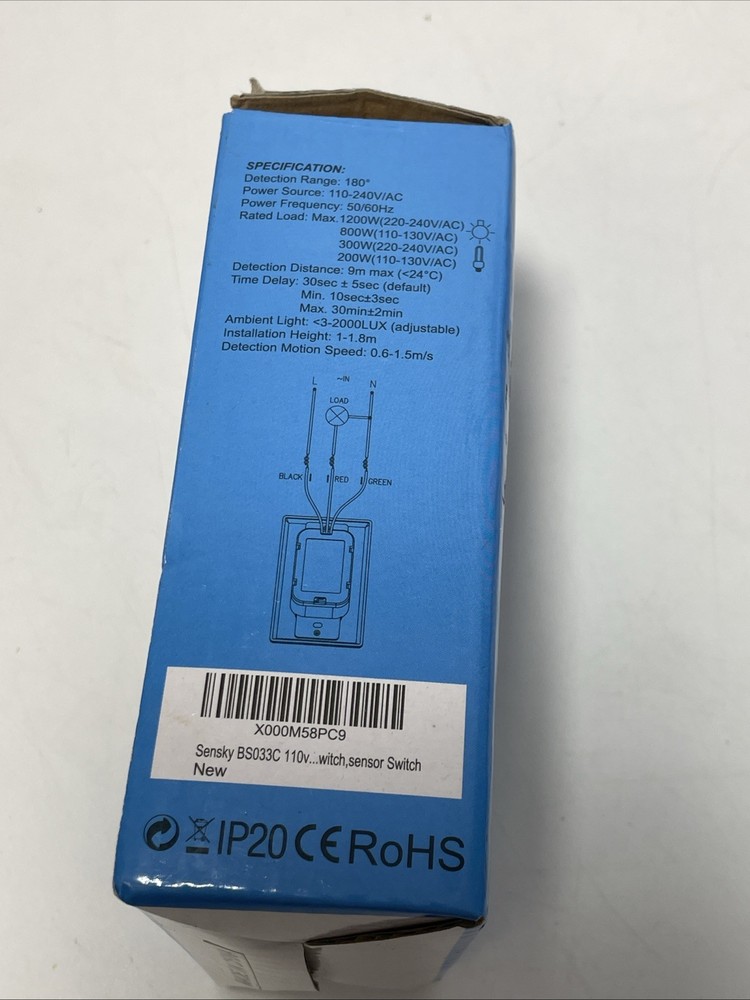 SPECIFICATION:
Detection Range: 180°
Power Source: 110-240V/AC
Power Frequency: 50/60Hz
Rated Load: Max.1200W(220-240V/AC)
800W(110-130V/AC)
300W(220-240V/AC)
200W(110-130V/AC)
Detection Distance: 9m max (<24°C)
Time Delay: 30sec ± 5sec (default)
Min. 10sec±3sec
Max. 30min±2min
Ambient Light: <3-2000LUX (adjustable)
Installation Height: 1-1.8m
Detection Motion Speed: 0.6-1.5m/s
L ~IN N
LOAD
BLACK RED GREEN
X000M58PC9
Sensky BS033C 110v...witch,sensor Switch
New
IP20 CE RoHS